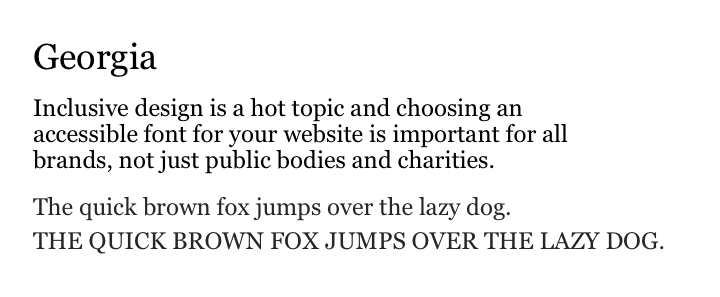 Georgia
Inclusive design is a hot topic and choosing an
accessible font for your website is important for all
brands, not just public bodies and charities.
The quick brown fox jumps over the lazy dog.
THE QUICK BROWN FOX JUMPS OVER THE LAZY DOG.